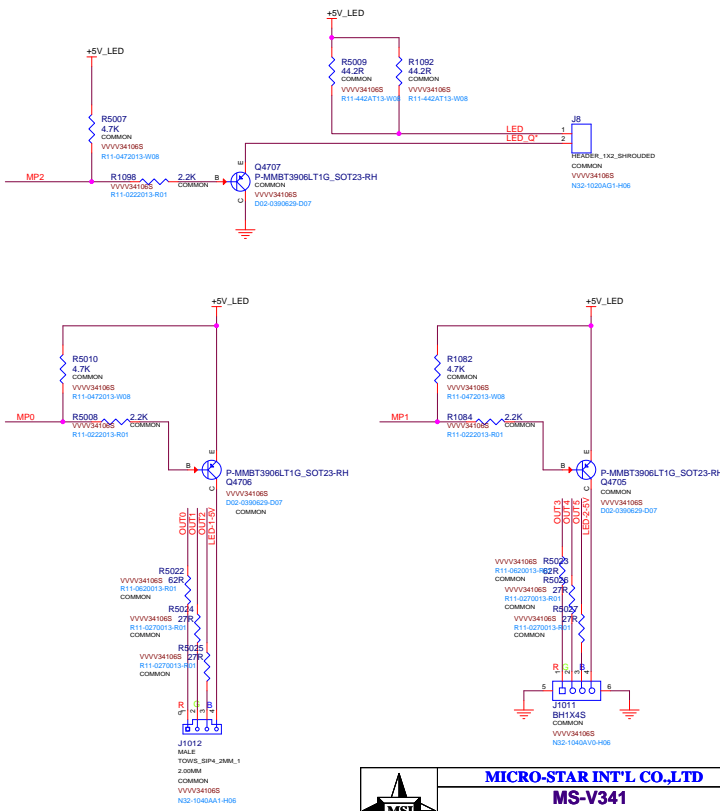 +5V_LED
R5009
44.2R
COMMON
VVVV34106S
R11-442AT13-W08
R1092
44.2R
COMMON
VVVV34106S
R11-442AT13-W08
+5V_LED
R5007
4.7K
COMMON
VVVV34106S
R11-0472013-W08
J8
LED
1
LED_Q*
2
HEADER_1X2_SHROUDED
COMMON
VVVV34106S
N32-1020AG1-H06
MP2
R1098
2.2K
VVVV34106S
COMMON
R11-0222013-R01
B
E
C
Q4707
P-MMBT3906LT1G_SOT23-RH
COMMON
VVVV34106S
D02-0390629-D07
+5V_LED
R5010
4.7K
COMMON
VVVV34106S
R11-0472013-W08
MP0
R5008
2.2K
VVVV34106S
COMMON
R11-0222013-R01
E
B
C
P-MMBT3906LT1G_SOT23-RH
Q4706
VVVV34106S
D02-0390629-D07
COMMON
OUT0
OUT1
OUT2
LED-1-5V
R5022
VVVV34106S
62R
R11-0620013-R01
COMMON
R5024
VVVV34106S
27R
R11-0270013-R01
COMMON
R5025
VVVV34106S
27R
R11-0270013-R01
COMMON
R
G
B
2
3
4
J1012
MALE
TOWS_SIP4_2MM_1
2.00MM
COMMON
VVVV34106S
N32-1040AA1-H06
+5V_LED
R1082
4.7K
COMMON
VVVV34106S
R11-0472013-W08
MP1
R1084
2.2K
VVVV34106S
COMMON
R11-0222013-R01
E
B
C
P-MMBT3906LT1G_SOT23-RH
Q4705
COMMON
VVVV34106S
D02-0390629-D07
OUT3
OUT4
OUT5
LED-2-5V
VVVV34106S
R5023
R11-0620013-R01
62R
COMMON
R5026
VVVV34106S
27R
R11-0270013-R01
COMMON
R5027
VVVV34106S
27R
R11-0270013-R01
COMMON
R
G
B
1
2
3
4
5
6
J1011
BH1X4S
COMMON
VVVV34106S
N32-1040AV0-H06
MSI
MICRO-STAR INT'L CO.,LTD
MS-V341